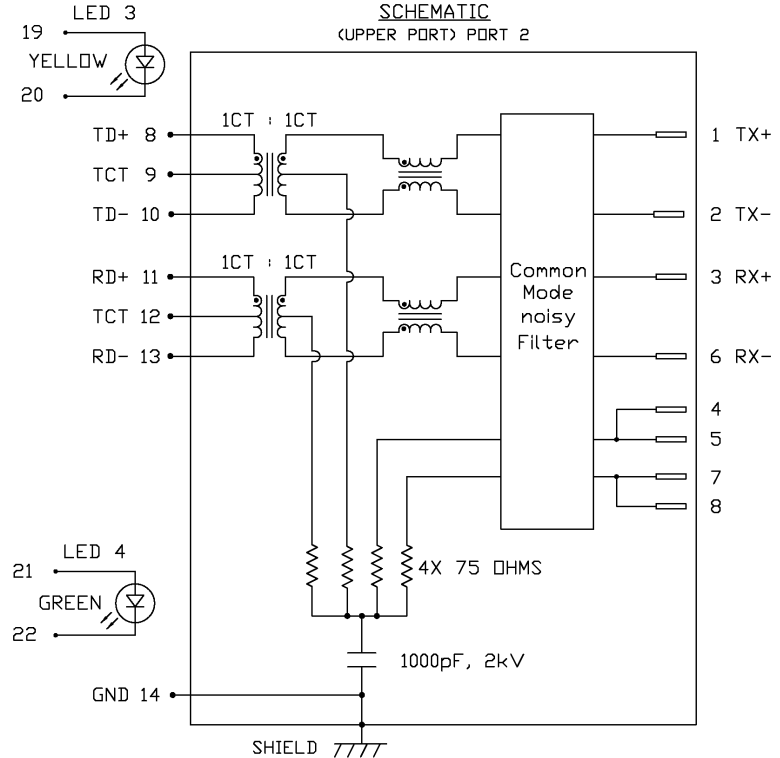 LED 3
SCHEMATIC
19
(UPPER PORT) PORT 2
YELLOW
20
1CT : 1CT
TD+ 8
1 TX+
TCT 9
TD- 10
2 TX-
1CT : 1CT
RD+ 11
3 RX+
Common
Mode
noisy
Filter
TCT 12
RD- 13
6 RX-
4
5
7
8
LED 4
21
4X 75 OHMS
GREEN
22
1000pF, 2kV
GND 14
SHIELD